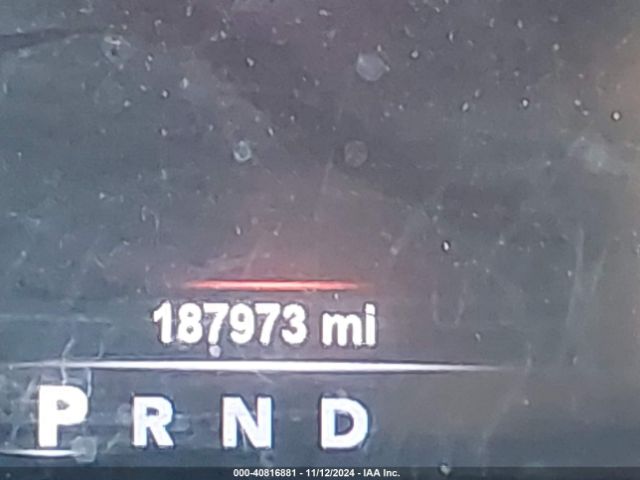 187973 mi
P R N D
000-40816881 - 11/12/2024 - IAA Inc.